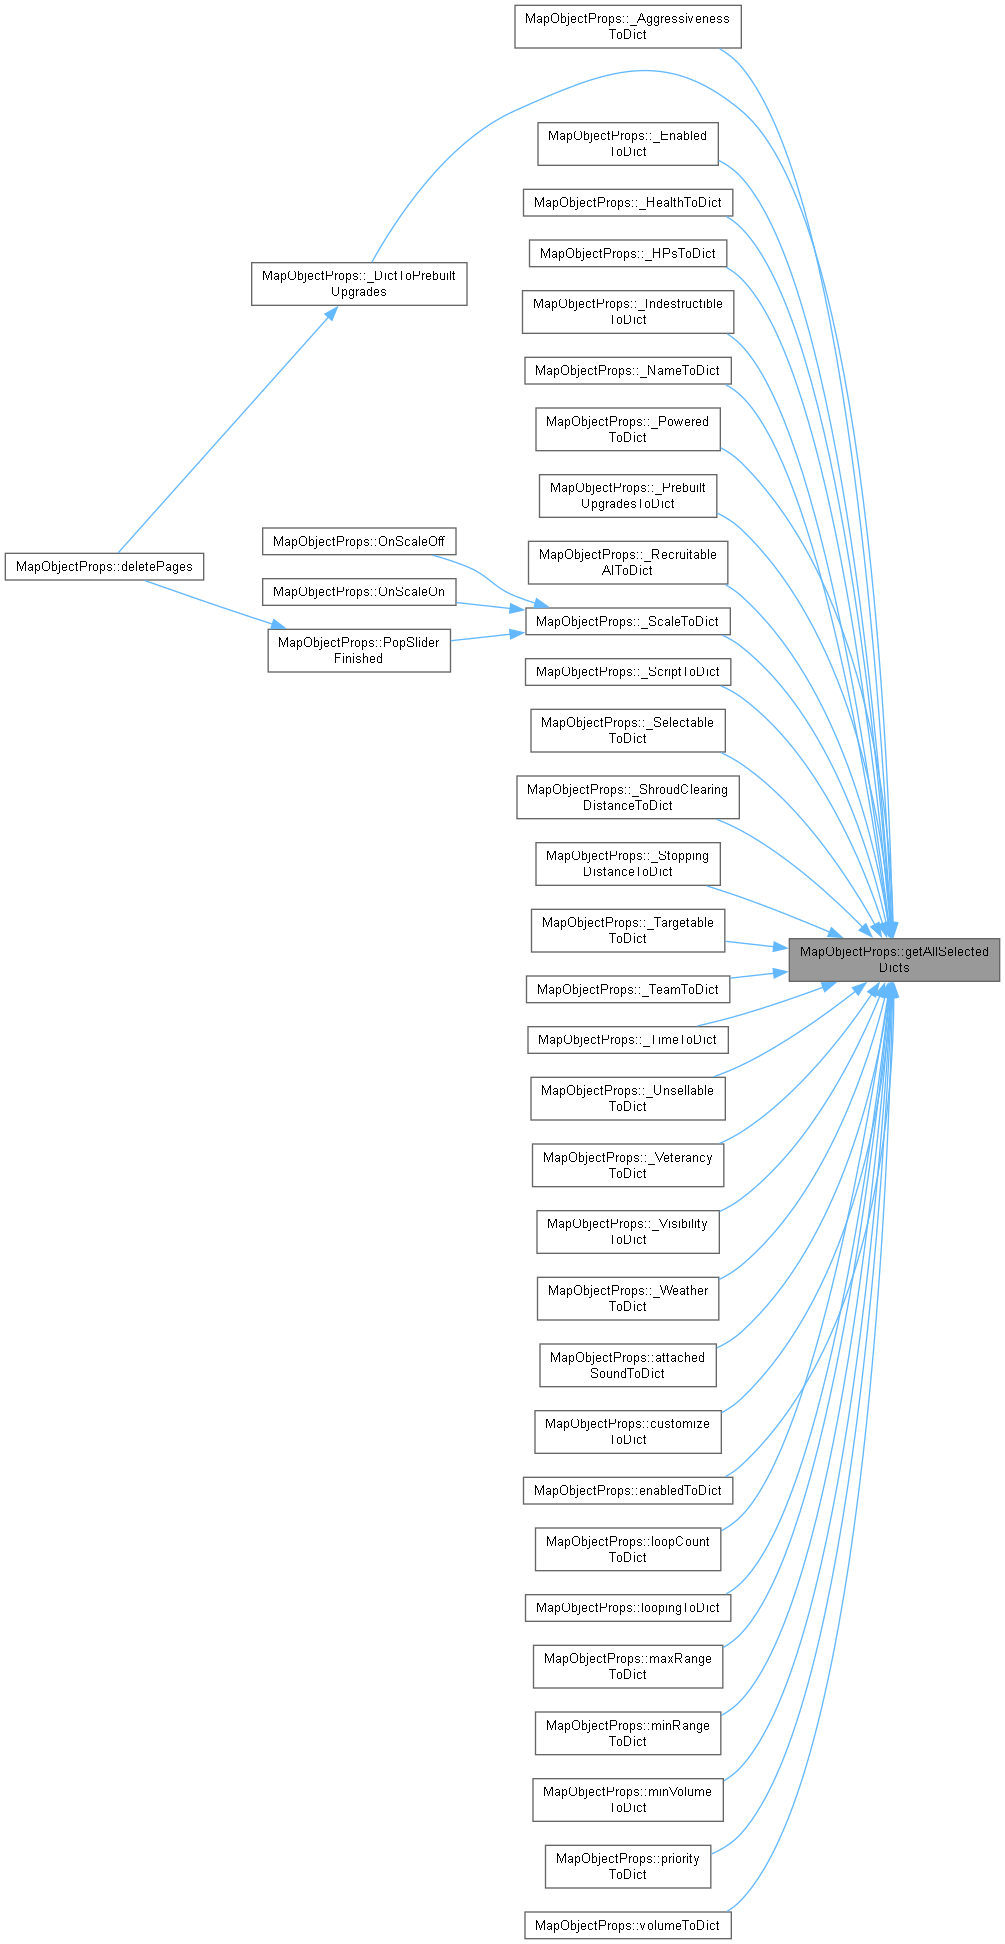 MapObjectProps::_Aggressiveness
ToDict
MapObjectProps::_Enabled
ToDict
MapObjectProps::_HealthToDict
MapObjectProps::_HPsToDict
MapObjectProps::_DictToPrebuilt
Upgrades
MapObjectProps::_Indestructible
ToDict
MapObjectProps::_NameToDict
MapObjectProps::_Powered
ToDict
MapObjectProps::_Prebuilt
UpgradesToDict
MapObjectProps::OnScaleOff
MapObjectProps::_Recruitable
AIToDict
MapObjectProps::deletePages
MapObjectProps::OnScaleOn
MapObjectProps::_ScaleToDict
MapObjectProps::PopSlider
Finished
MapObjectProps::_ScriptToDict
MapObjectProps::_Selectable
ToDict
MapObjectProps::_ShroudClearing
DistanceToDict
MapObjectProps::_Stopping
DistanceToDict
MapObjectProps::_Targetable
ToDict
MapObjectProps::getAllSelected
Dicts
MapObjectProps::_TeamToDict
MapObjectProps::_TimeToDict
MapObjectProps::_Unsellable
ToDict
MapObjectProps::_Veterancy
ToDict
MapObjectProps::_Visibility
ToDict
MapObjectProps::_Weather
ToDict
MapObjectProps::attached
SoundToDict
MapObjectProps::customize
ToDict
MapObjectProps::enabledToDict
MapObjectProps::loopCount
ToDict
MapObjectProps::loopingToDict
MapObjectProps::maxRange
ToDict
MapObjectProps::minRange
ToDict
MapObjectProps::minVolume
ToDict
MapObjectProps::priority
ToDict
MapObjectProps::volumeToDict